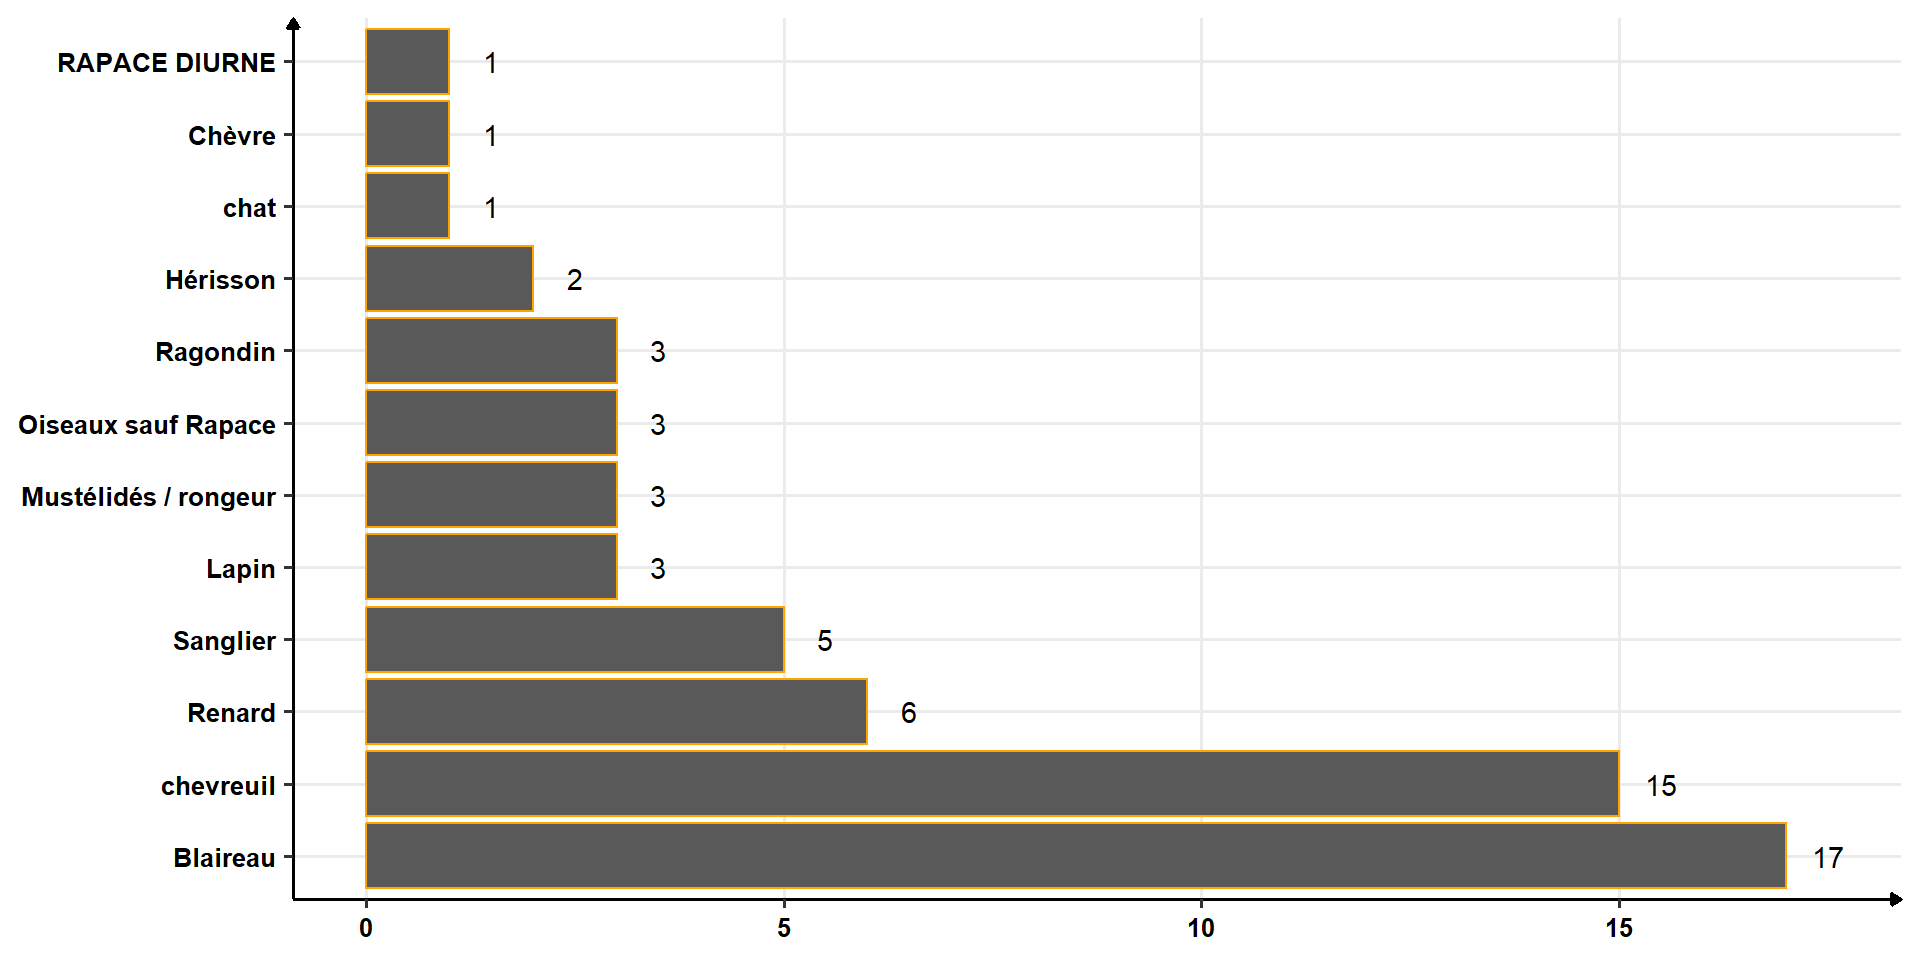 RAPACE DIURNE 1
Chèvre 1
chat 1
Hérisson 2
Ragondin 3
Oiseaux sauf Rapace 3
Mustélidés / rongeur 3
Lapin 3
Sanglier 5
Renard 6
chevreuil 15
Blaireau 17
0 5 10 15